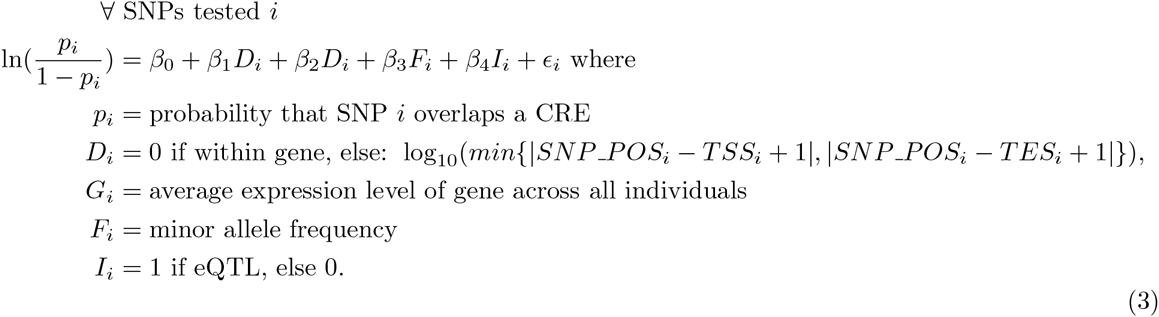 ∀ SNPs tested i
ln(p_i/(1 − p_i)) = β_0 + β_1D_i + β_2D_i + β_3F_i + β_4I_i + ϵ_i where
p_i = probability that SNP i overlaps a CRE
D_i = 0 if within gene, else: log_10(min{|SNP_POS_i − TSS_i + 1|, |SNP_POS_i − TES_i + 1|}),
G_i = average expression level of gene across all individuals
F_i = minor allele frequency
I_i = 1 if eQTL, else 0.
(3)